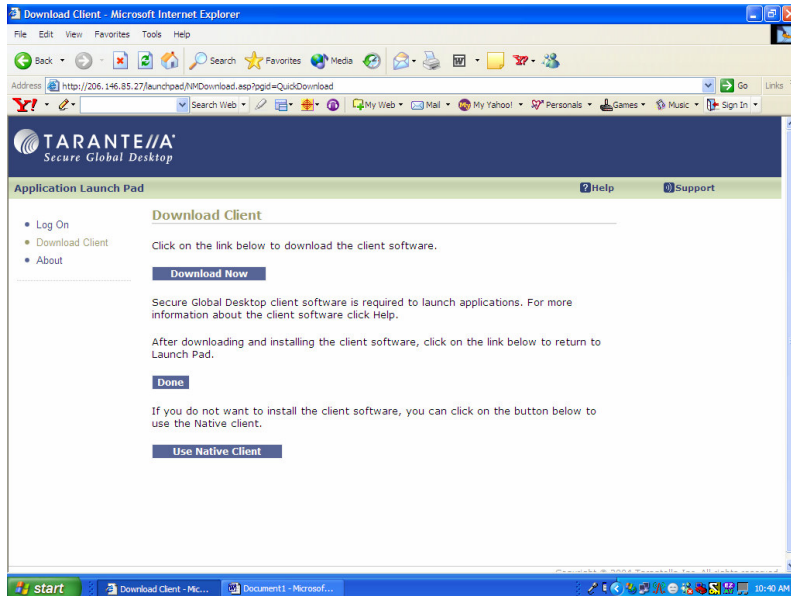 Download Client - Microsoft Internet Explorer
File Edit View Favorites Tools Help
Back Search Favorites Media
Address http://206.146.85.27/launchpad/NMDownload.asp?pgid=QuickDownload Go Links
Y! Search Web My Web Mail My Yahoo! Personals Games Music Sign In
TARANTE//A
Secure Global Desktop
Application Launch Pad Help Support
Log On
Download Client
About
Download Client
Click on the link below to download the client software.
Download Now
Secure Global Desktop client software is required to launch applications. For more
information about the client software click Help.
After downloading and installing the client software, click on the link below to return to
Launch Pad.
Done
If you do not want to install the client software, you can click on the button below to
use the Native client.
Use Native Client
Copyright © 2004 Tarantella, Inc. All rights reserved
start Download Client - Mic... Document1 - Microsof... 10:40 AM